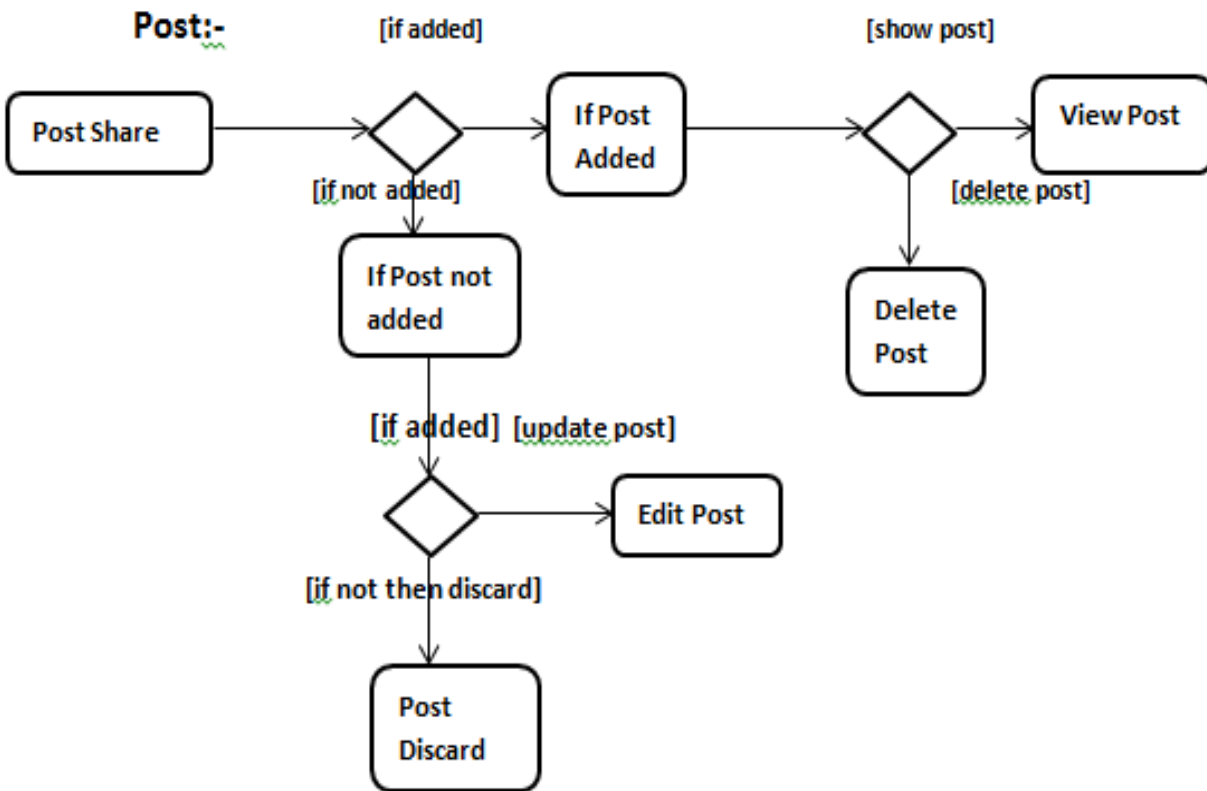 Post:-
[if added]
[show post]
Post Share
If Post
Added
View Post
[if not added]
[delete post]
If Post not
added
Delete
Post
[if added]
[update post]
Edit Post
[if not then discard]
Post
Discard